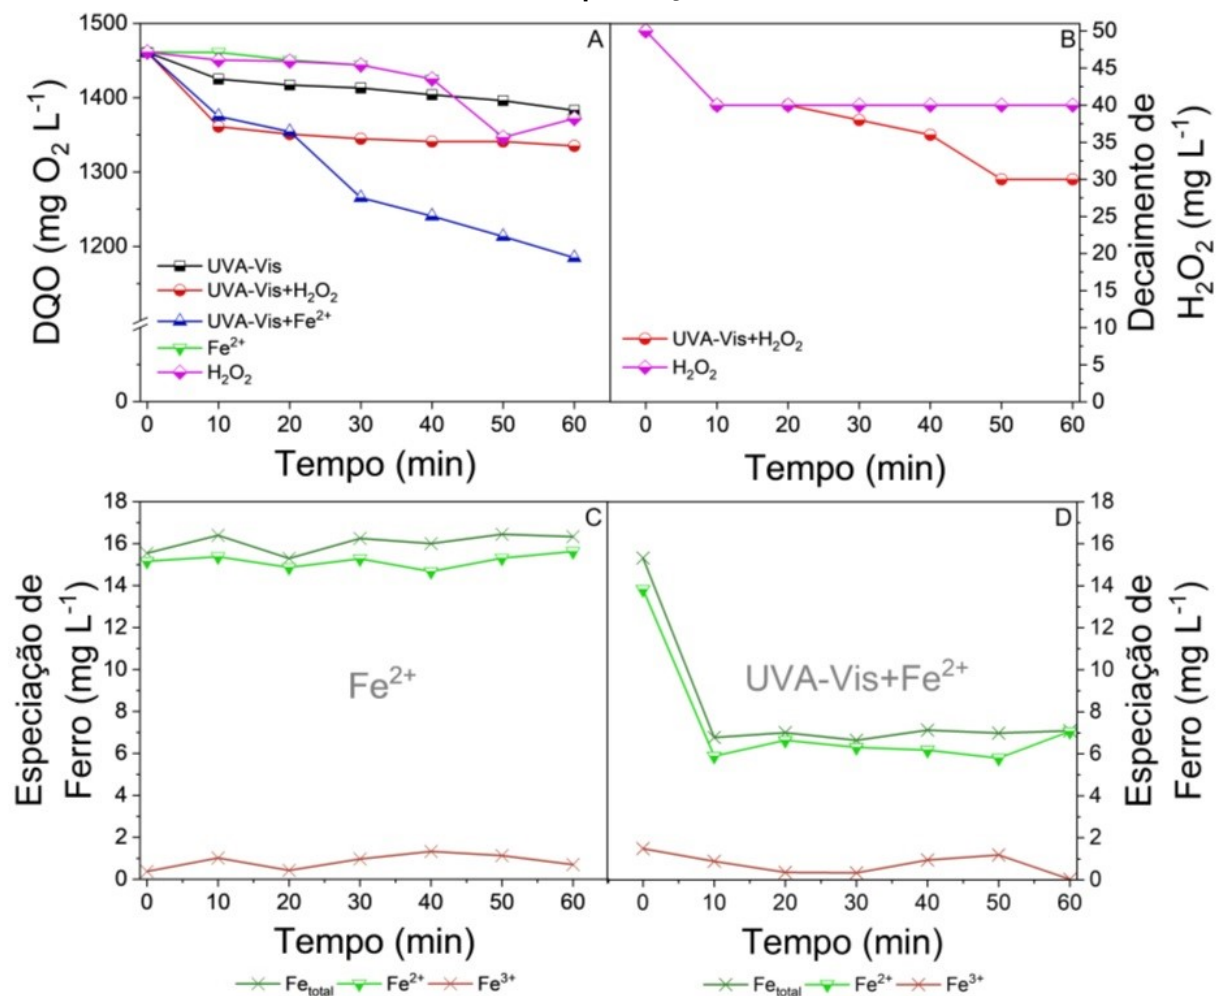 A
DQO (mg O₂ L⁻¹)
1500
1400
1300
1200
0
UVA-Vis
UVA-Vis+H₂O₂
UVA-Vis+Fe²⁺
Fe²⁺
H₂O₂
0 10 20 30 40 50 60
Tempo (min)
B
50
45
40
35
30
25
20
15
10
5
0
Decaimento de
H₂O₂ (mg L⁻¹)
UVA-Vis+H₂O₂
H₂O₂
0 10 20 30 40 50 60
Tempo (min)
C
Especiação de
Ferro (mg L⁻¹)
18
16
14
12
10
8
6
4
2
0
Fe²⁺
0 10 20 30 40 50 60
Tempo (min)
Fe_total Fe²⁺ Fe³⁺
D
UVA-Vis+Fe²⁺
18
16
14
12
10
8
6
4
2
0
Especiação de
Ferro (mg L⁻¹)
0 10 20 30 40 50 60
Tempo (min)
Fe_total Fe²⁺ Fe³⁺